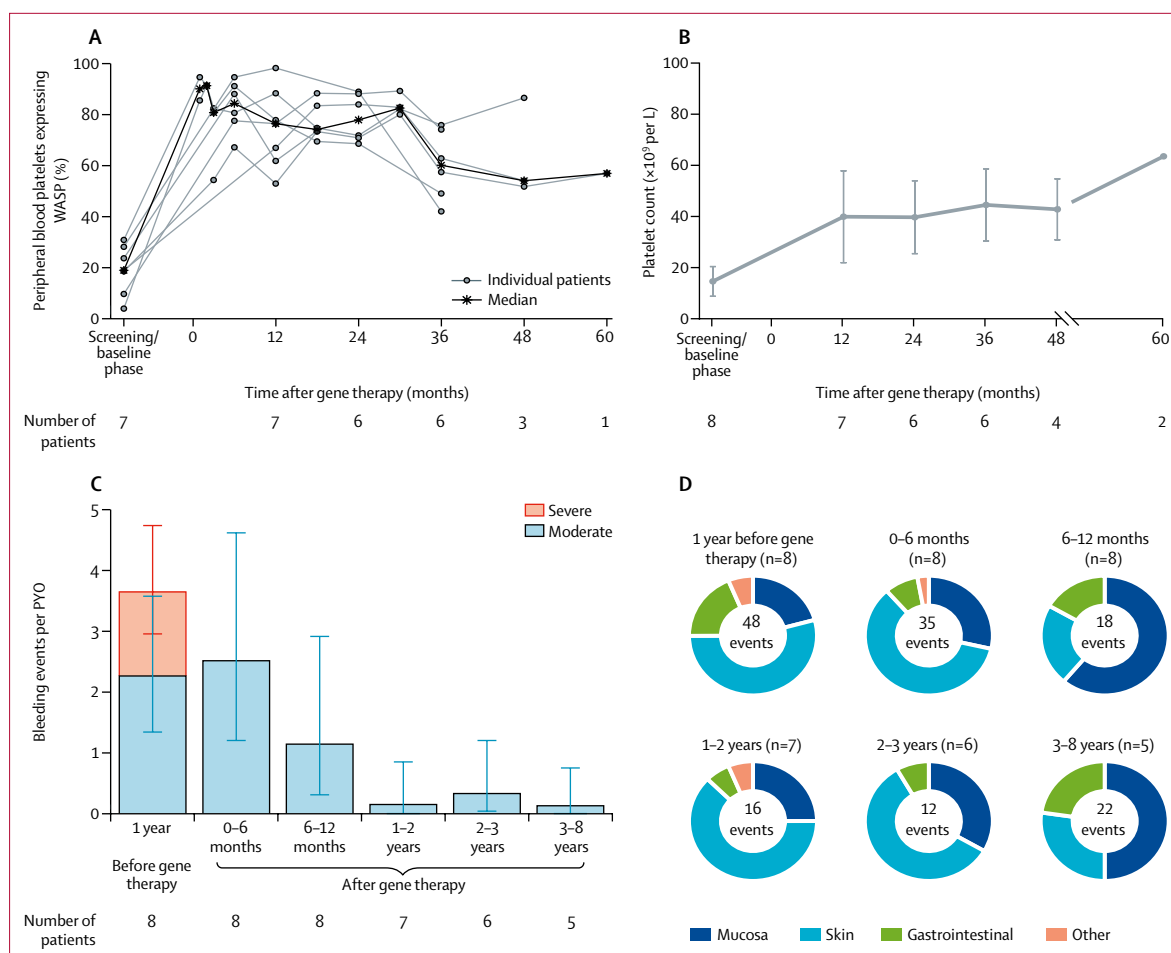 A
Peripheral blood platelets expressing
WASP (%)
100
80
60
40
20
0
Individual patients
Median
Screening/
baseline
phase
0
12
24
36
48
60
Time after gene therapy (months)
Number of
patients
7
7
6
6
3
1
B
Platelet count (×10⁹ per L)
100
80
60
40
20
0
Screening/
baseline
phase
0
12
24
36
48
60
Time after gene therapy (months)
8
7
6
6
4
2
C
Bleeding events per PYO
5
4
3
2
1
0
Severe
Moderate
1 year
0–6
months
6–12
months
1–2
years
2–3
years
3–8
years
Before gene
therapy
After gene therapy
Number of
patients
8
8
8
7
6
5
D
1 year before gene
therapy (n=8)
48
events
0–6 months
(n=8)
35
events
6–12 months
(n=8)
18
events
1–2 years (n=7)
16
events
2–3 years (n=6)
12
events
3–8 years (n=5)
22
events
Mucosa
Skin
Gastrointestinal
Other